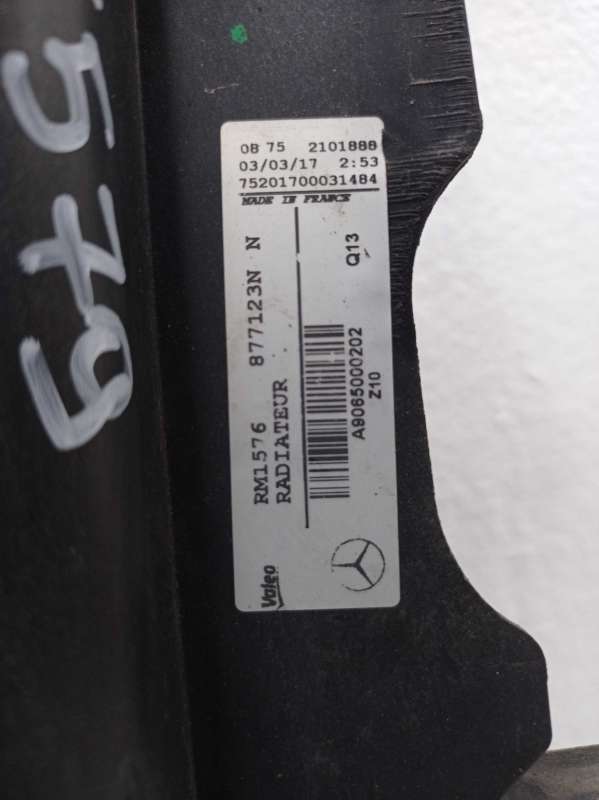 579
08 75 2101888
03/03/17 2:53
75201700031484
MADE IN FRANCE
RM1576 877123N N
RADIATEUR
Q13
A9065000202
Z10
Valeo